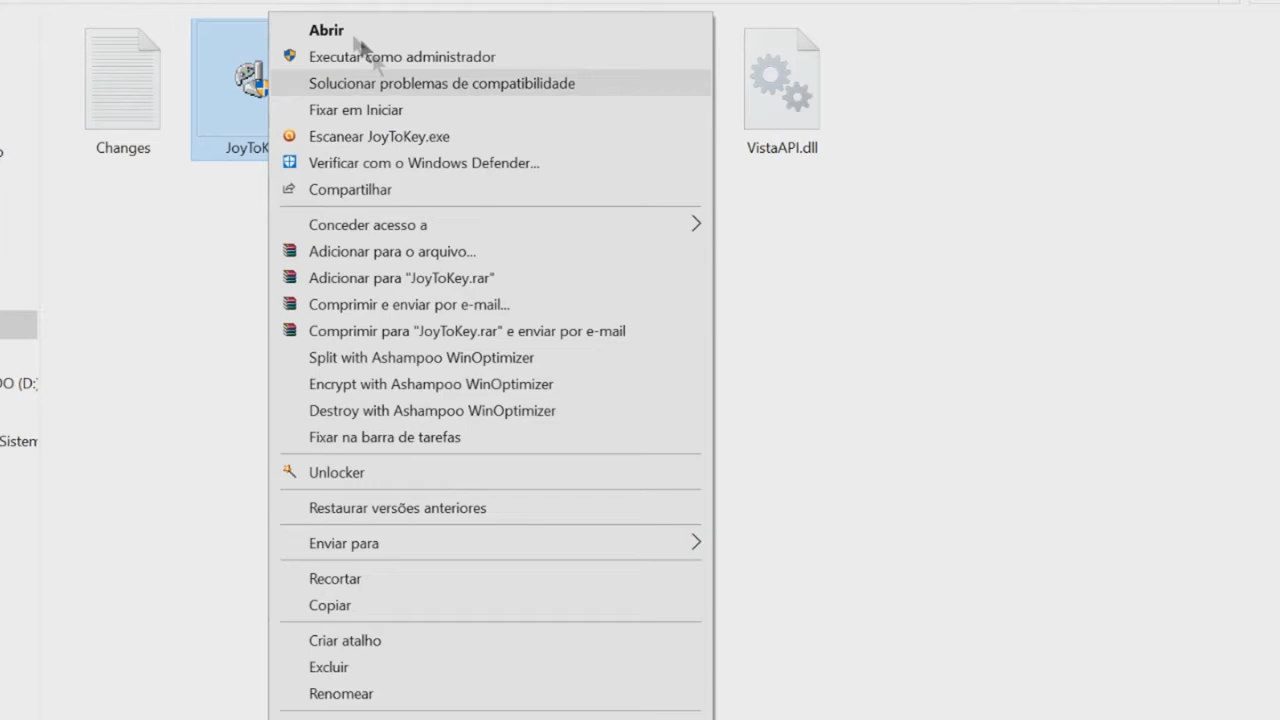 Abrir
Executar como administrador
Solucionar problemas de compatibilidade
Fixar em Iniciar
Escanear JoyToKey.exe
Verificar com o Windows Defender...
Compartilhar
Conceder acesso a
Adicionar para o arquivo...
Adicionar para "JoyToKey.rar"
Comprimir e enviar por e-mail...
Comprimir para "JoyToKey.rar" e enviar por e-mail
Split with Ashampoo WinOptimizer
Encrypt with Ashampoo WinOptimizer
Destroy with Ashampoo WinOptimizer
Fixar na barra de tarefas
Unlocker
Restaurar versões anteriores
Enviar para
Recortar
Copiar
Criar atalho
Excluir
Renomear
Changes
JoyToK
VistaAPI.dll
O (D:)
Sistem